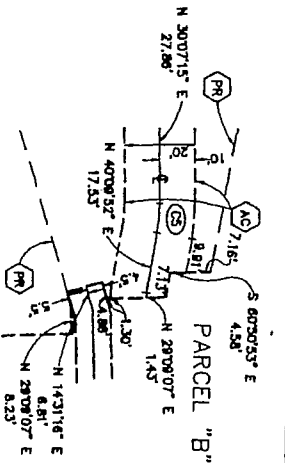 N 30°07'15" E
27.86'
PR
20'
10'
AC
C5
N 40°09'52" E
17.53'
9.91'
7.16'
7.13'
S 60°50'53" E
4.58'
PARCEL "B"
N 29°09'07" E
1.43'
1.30'
4.86'
PR
N 14°31'16" E
6.81'
N 29°09'07" E
8.23'